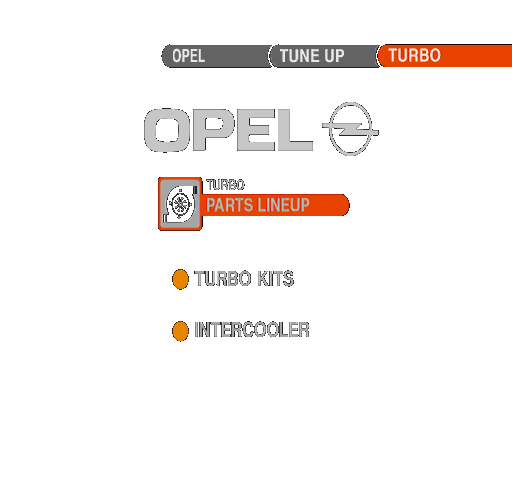 OPEL TUNE UP TURBO
OPEL
TURBO
PARTS LINEUP
TURBO KITS
INTERCOOLER